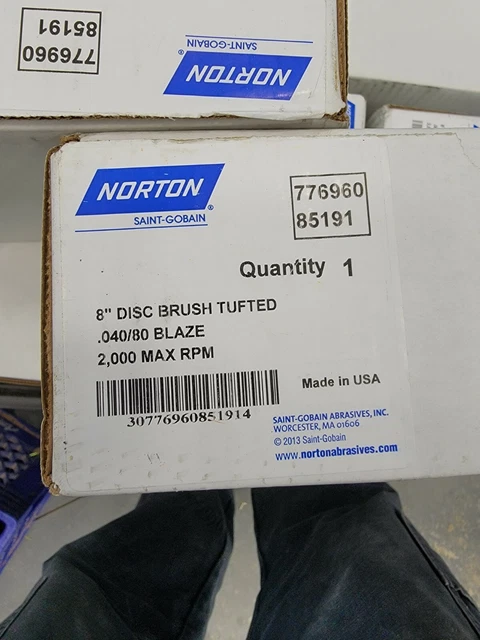 776960
85191
NORTON
®
SAINT-GOBAIN
NORTON
®
SAINT-GOBAIN
776960
85191
Quantity 1
8" DISC BRUSH TUFTED
.040/80 BLAZE
2,000 MAX RPM
30776960851914
Made in USA
SAINT-GOBAIN ABRASIVES, INC.
WORCESTER, MA 01606
© 2013 Saint-Gobain
www.nortonabrasives.com